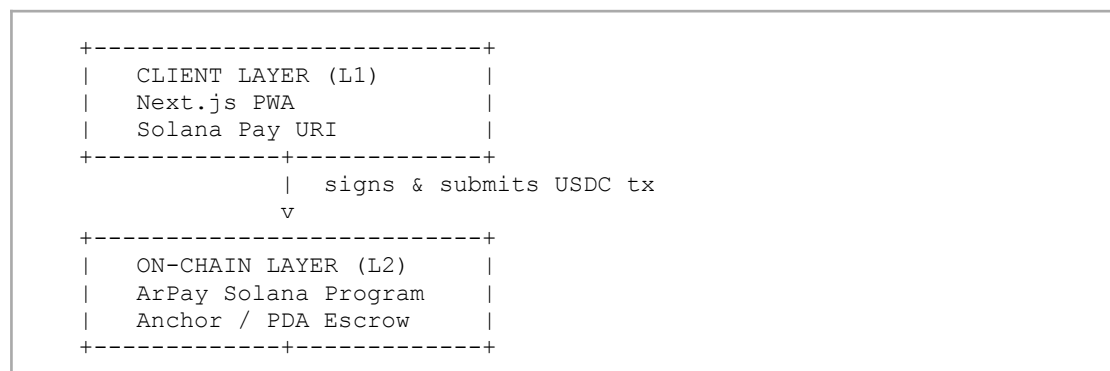 +---------------------------+
|   CLIENT LAYER (L1)       |
|   Next.js PWA             |
|   Solana Pay URI          |
+-------------+-------------+
              |  signs & submits USDC tx
              v
+---------------------------+
|   ON-CHAIN LAYER (L2)     |
|   ArPay Solana Program    |
|   Anchor / PDA Escrow     |
+-------------+-------------+